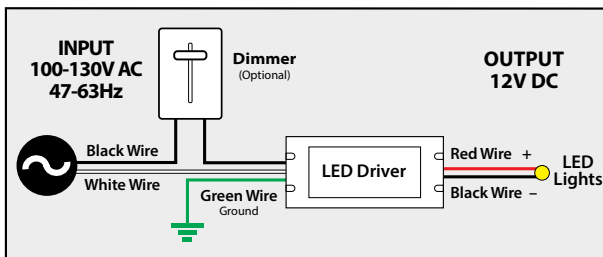 INPUT
100-130V AC
47-63Hz
Dimmer
(Optional)
OUTPUT
12V DC
Black Wire
White Wire
Green Wire
Ground
LED Driver
Red Wire +
Black Wire –
LED
Lights